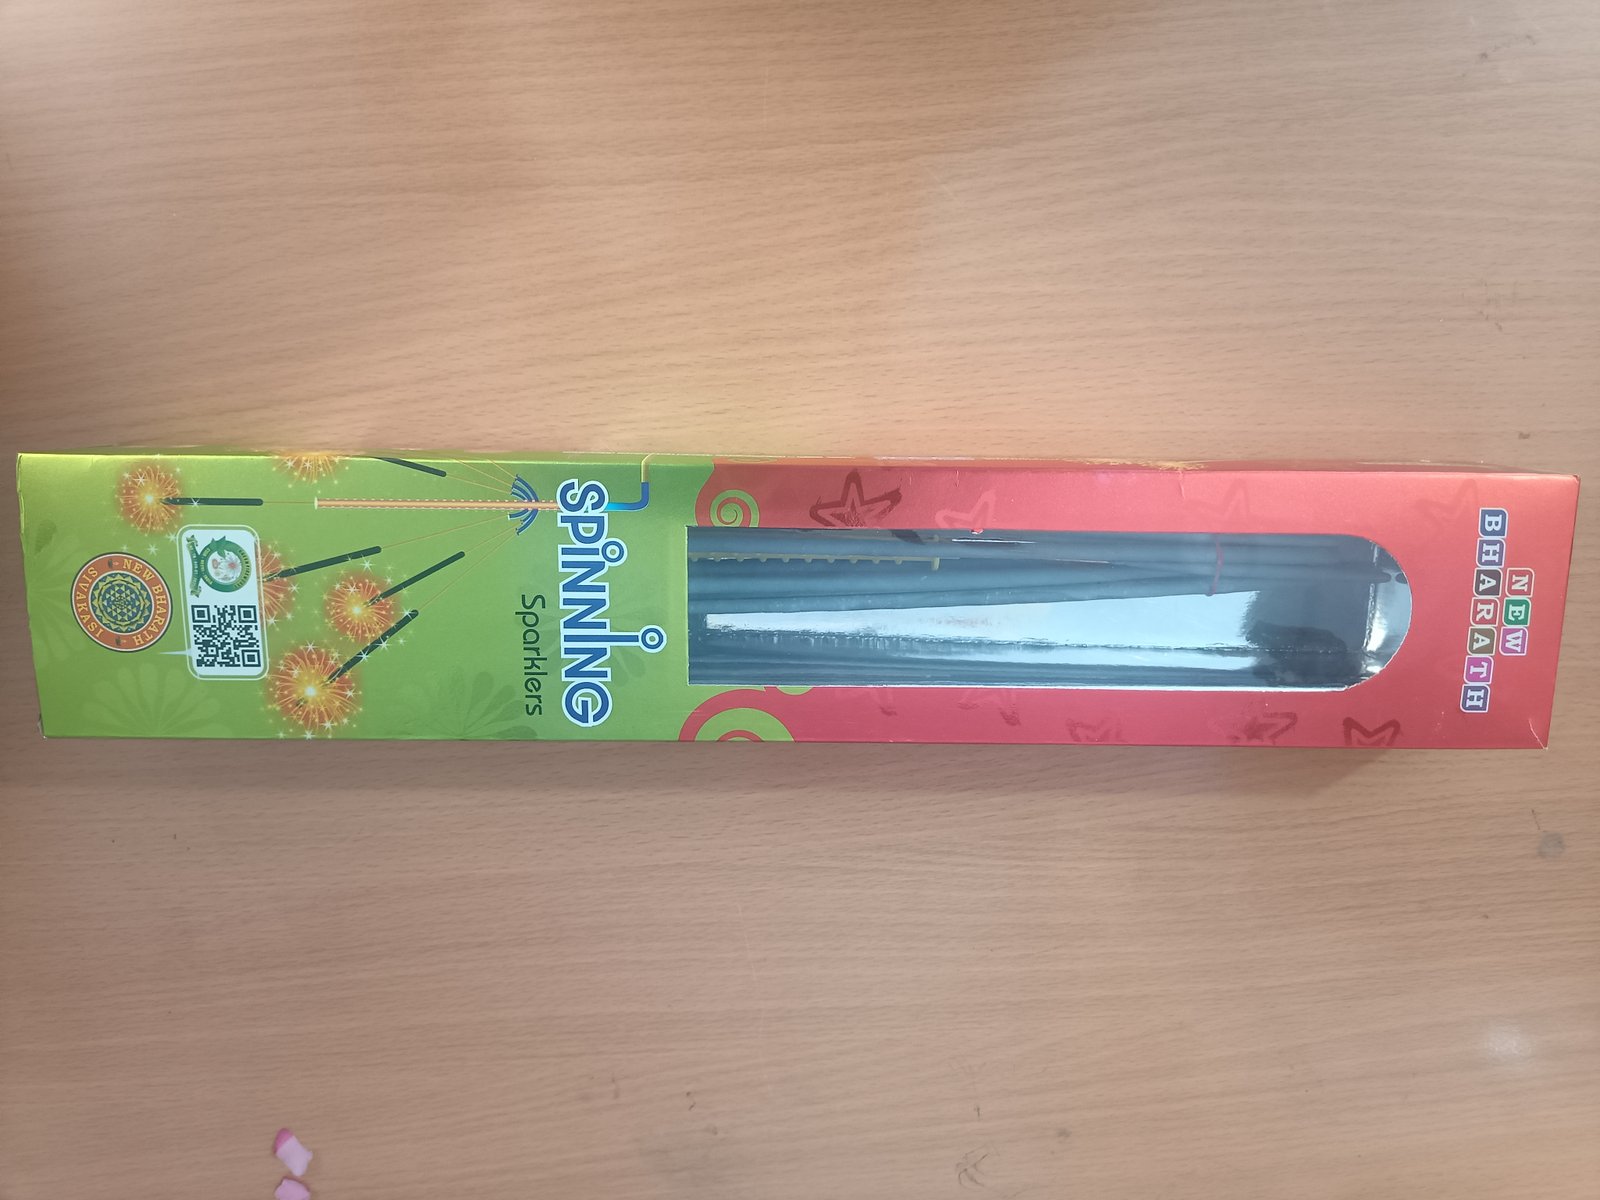 NEW
BHARATH
SPINNING
Sparklers
NEW BHARATH
SIVAKASI